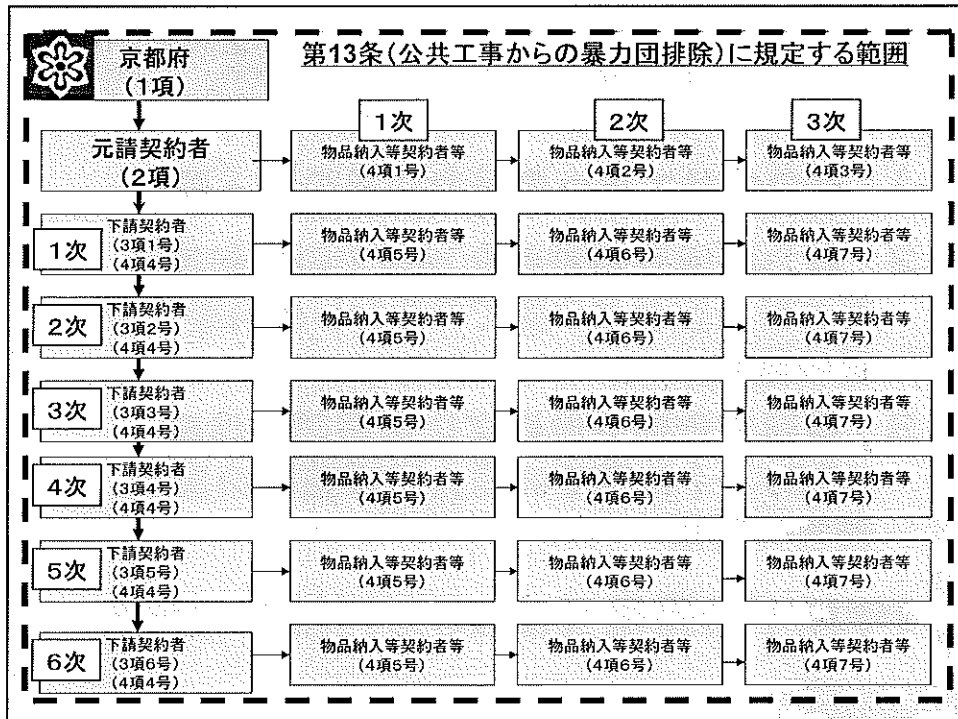 京都府
(1項)
第13条(公共工事からの暴力団排除)に規定する範囲
1次
2次
3次
元請契約者
(2項)
物品納入等契約者等
(4項1号)
物品納入等契約者等
(4項2号)
物品納入等契約者等
(4項3号)
1次
下請契約者
(3項1号)
(4項4号)
物品納入等契約者等
(4項5号)
物品納入等契約者等
(4項6号)
物品納入等契約者等
(4項7号)
2次
下請契約者
(3項2号)
(4項4号)
物品納入等契約者等
(4項5号)
物品納入等契約者等
(4項6号)
物品納入等契約者等
(4項7号)
3次
下請契約者
(3項3号)
(4項4号)
物品納入等契約者等
(4項5号)
物品納入等契約者等
(4項6号)
物品納入等契約者等
(4項7号)
4次
下請契約者
(3項4号)
(4項4号)
物品納入等契約者等
(4項5号)
物品納入等契約者等
(4項6号)
物品納入等契約者等
(4項7号)
5次
下請契約者
(3項5号)
(4項4号)
物品納入等契約者等
(4項5号)
物品納入等契約者等
(4項6号)
物品納入等契約者等
(4項7号)
6次
下請契約者
(3項6号)
(4項4号)
物品納入等契約者等
(4項5号)
物品納入等契約者等
(4項6号)
物品納入等契約者等
(4項7号)